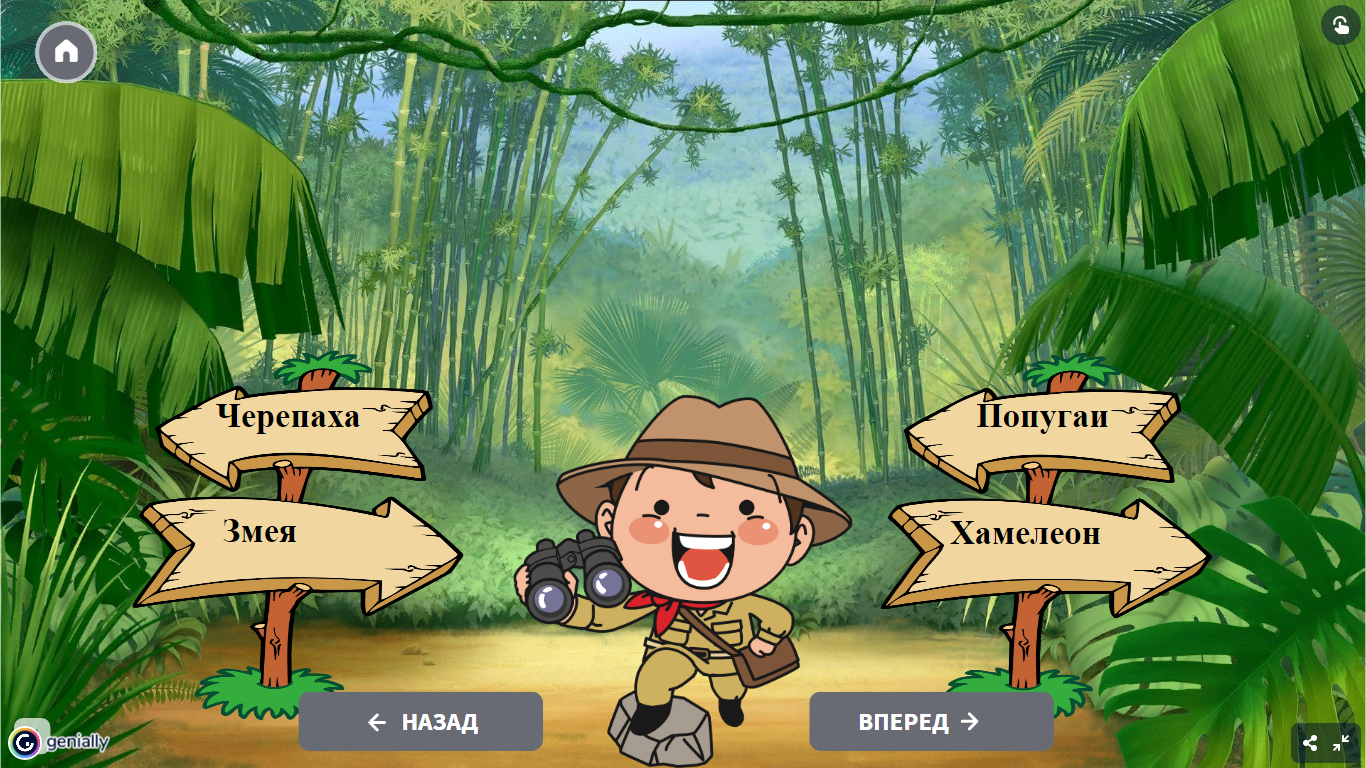 Черепаха
Змея
Попугаи
Хамелеон
НАЗАД
ВПЕРЕД
genially